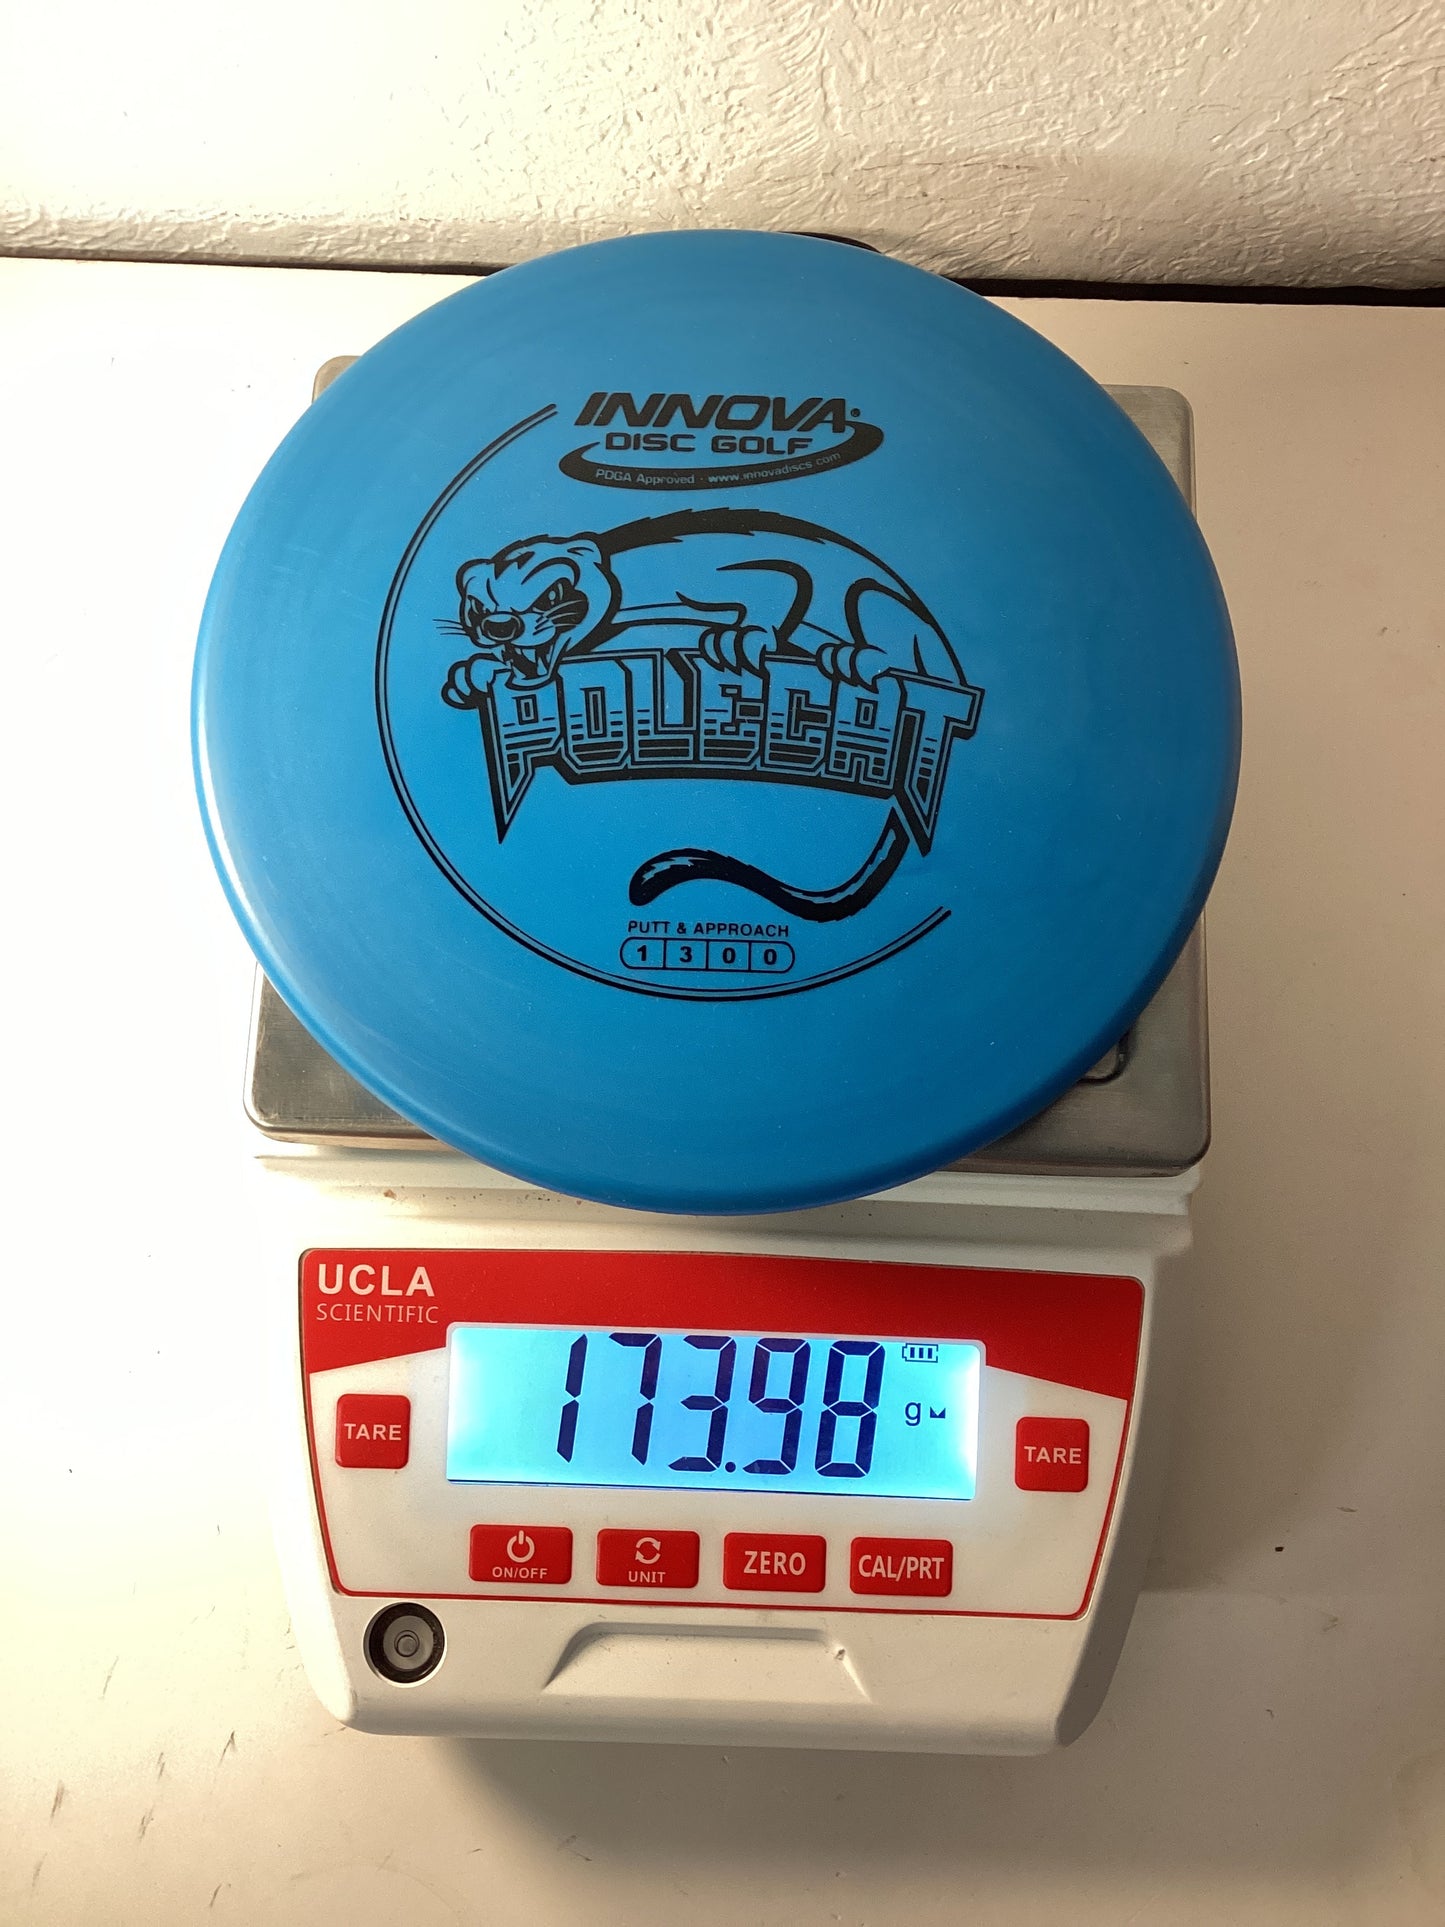 INNOVA®
DISC GOLF
PDGA Approved · www.innovadiscs.com
POLECAT
PUTT & APPROACH
1 3 0 0
UCLA
SCIENTIFIC
173.98 g
TARE
TARE
ON/OFF UNIT ZERO CAL/PRT